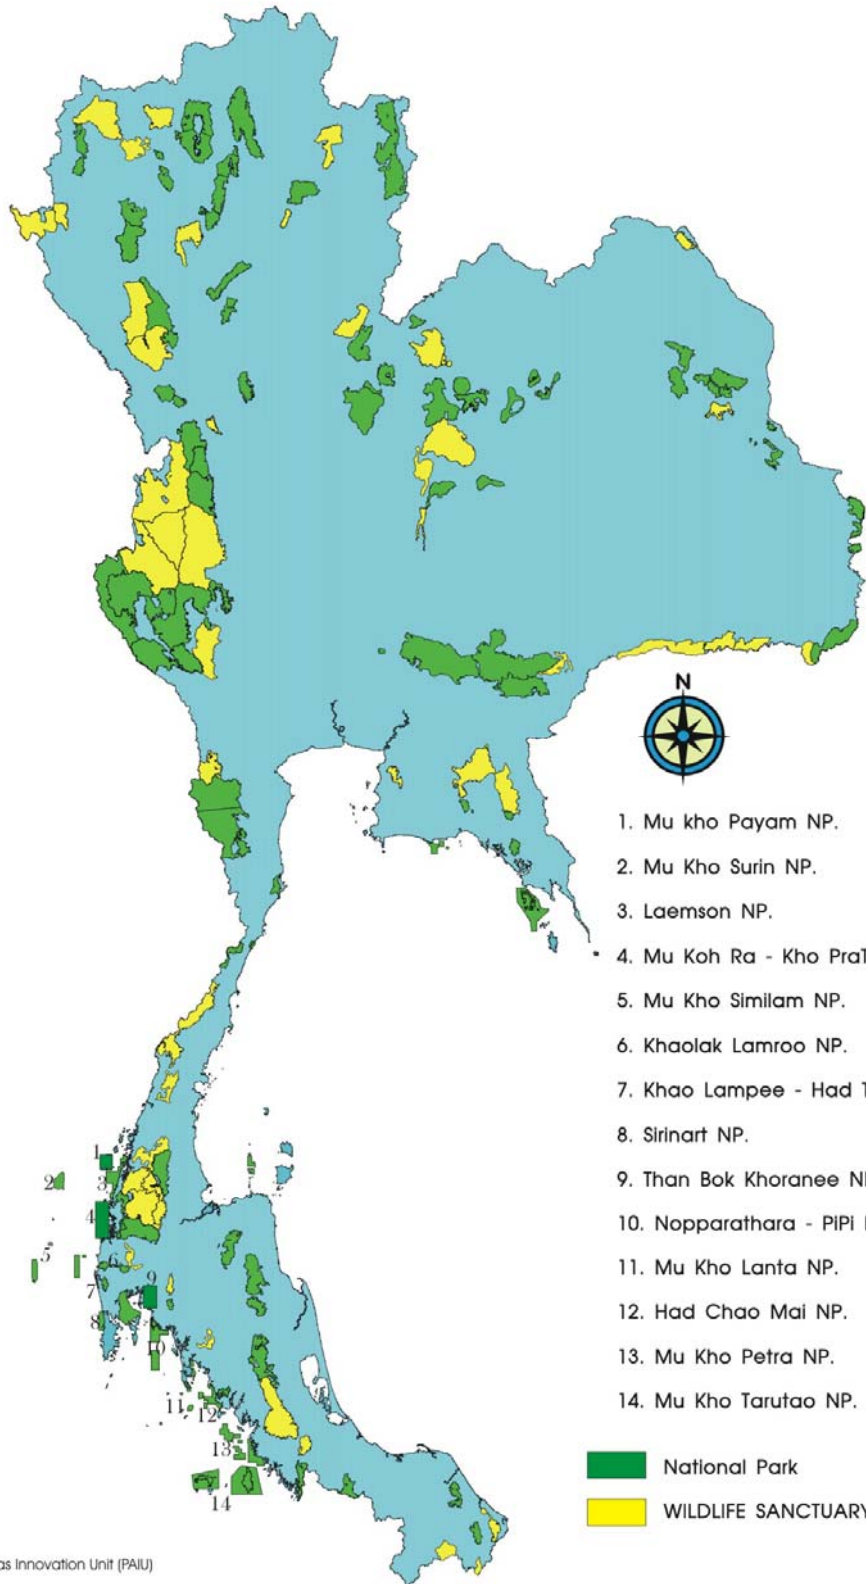 N
1. Mu kho Payam NP.
2. Mu Kho Surin NP.
3. Laemson NP.
4. Mu Koh Ra - Kho PraT
5. Mu Kho Similam NP.
6. Khaolak Lamroo NP.
7. Khao Lampee - Had T
8. Sirinart NP.
9. Than Bok Khoranee N
10. Nopparathara - PiPi
11. Mu Kho Lanta NP.
12. Had Chao Mai NP.
13. Mu Kho Petra NP.
14. Mu Kho Tarutao NP.
1
2
3
4
5
6
7
8
9
10
11
12
13
14
National Park
WILDLIFE SANCTUARY
as Innovation Unit (PAIU)